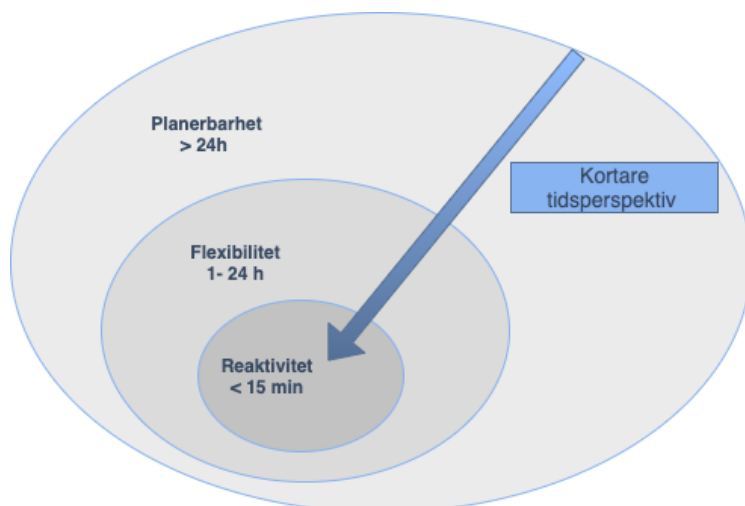 Planerbarhet
> 24h
Kortare
tidsperspektiv
Flexibilitet
1- 24 h
Reaktivitet
< 15 min